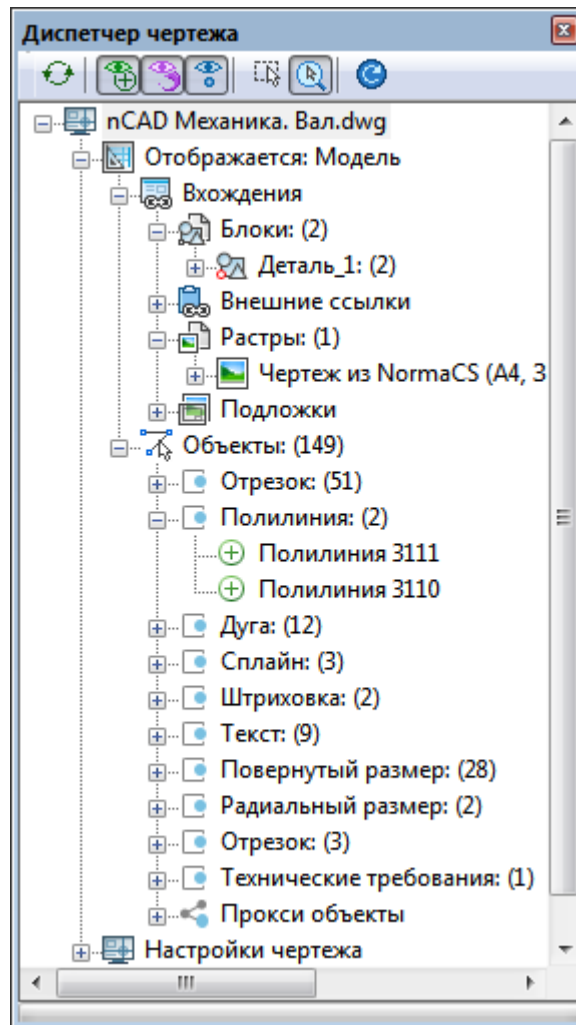 Диспетчер чертежа
nCAD Механика. Вал.dwg
Отображается: Модель
Вхождения
Блоки: (2)
Деталь_1: (2)
Внешние ссылки
Растры: (1)
Чертеж из NormaCS (A4, 3
Подложки
Объекты: (149)
Отрезок: (51)
Полилиния: (2)
Полилиния 3111
Полилиния 3110
Дуга: (12)
Сплайн: (3)
Штриховка: (2)
Текст: (9)
Повернутый размер: (28)
Радиальный размер: (2)
Отрезок: (3)
Технические требования: (1)
Прокси объекты
Настройки чертежа